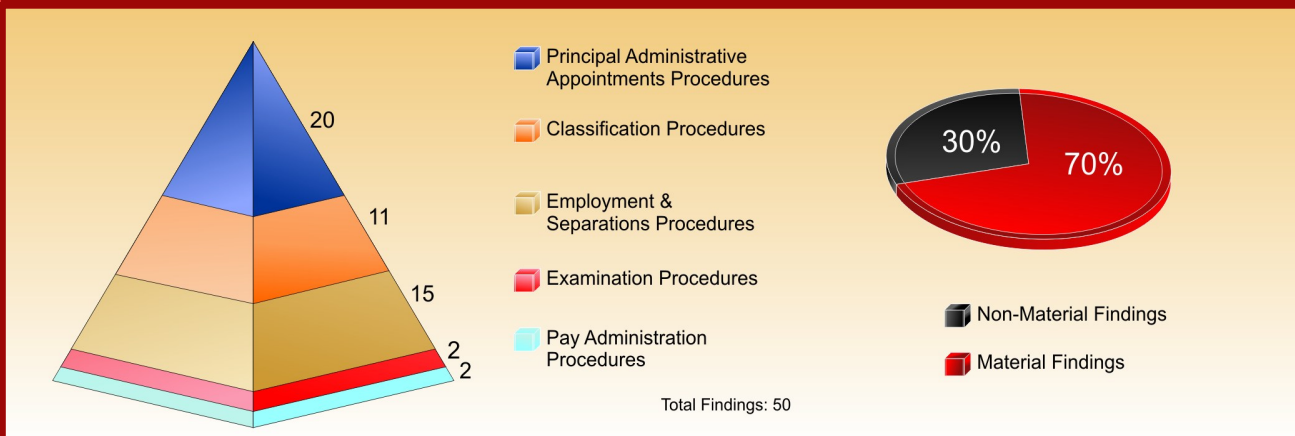 20
11
15
2
2
Principal Administrative
Appointments Procedures
Classification Procedures
Employment &
Separations Procedures
Examination Procedures
Pay Administration
Procedures
Total Findings: 50
30%
70%
Non-Material Findings
Material Findings